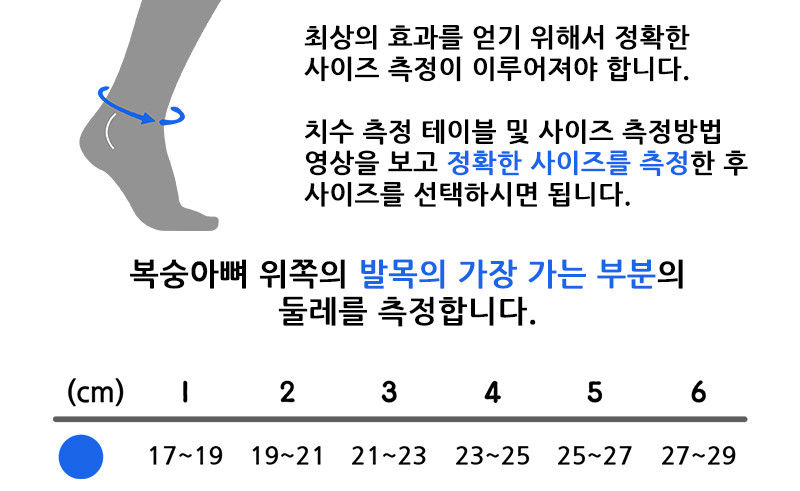 최상의 효과를 얻기 위해서 정확한
사이즈 측정이 이루어져야 합니다.
치수 측정 테이블 및 사이즈 측정방법
영상을 보고 정확한 사이즈를 측정한 후
사이즈를 선택하시면 됩니다.
복숭아뼈 위쪽의 발목의 가장 가는 부분의
둘레를 측정합니다.
(cm) 1 2 3 4 5 6
17~19 19~21 21~23 23~25 25~27 27~29